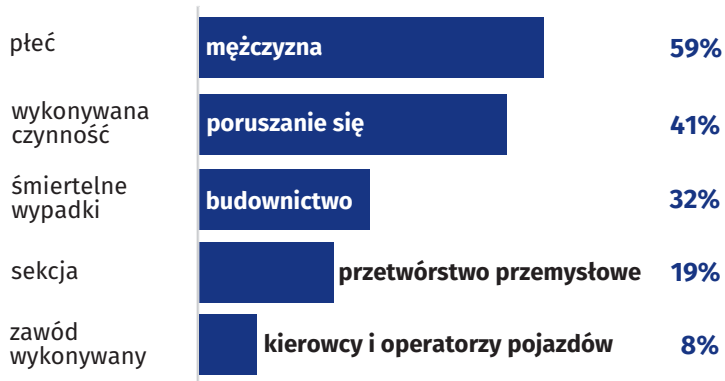 płeć
mężczyzna
59%
wykonywana
czynność
poruszanie się
41%
śmiertelne
wypadki
budownictwo
32%
sekcja
przetwórstwo przemysłowe
19%
zawód
wykonywany
kierowcy i operatorzy pojazdów
8%